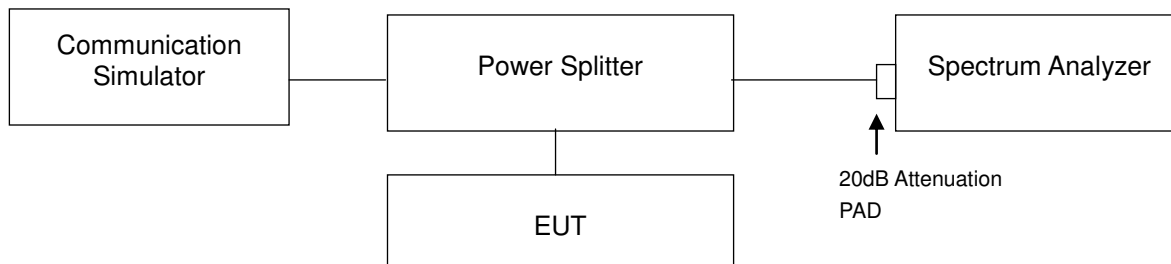 Communication
Simulator
Power Splitter
Spectrum Analyzer
20dB Attenuation
PAD
EUT